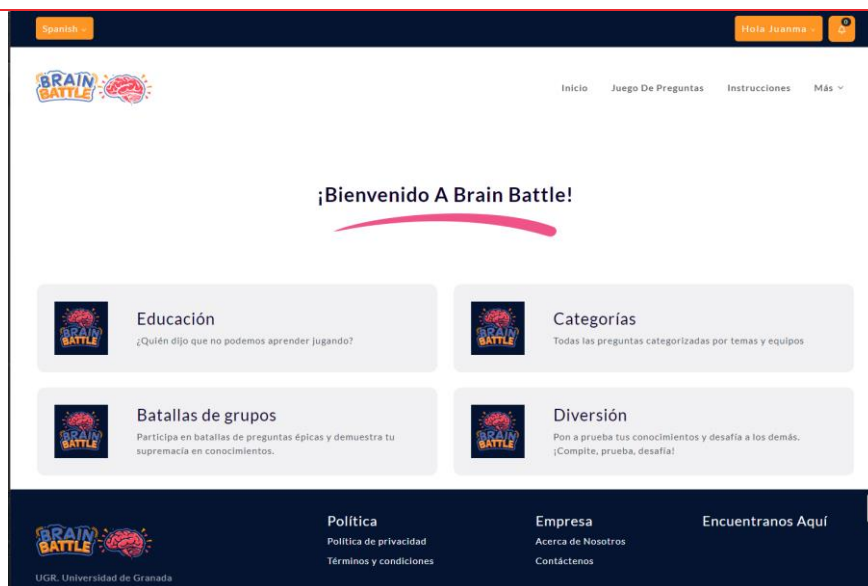 Spanish
Hola Juanma
0
BRAIN
BATTLE
Inicio Juego De Preguntas Instrucciones Más
¡Bienvenido A Brain Battle!
BRAIN
BATTLE
Educación
¿Quién dijo que no podemos aprender jugando?
BRAIN
BATTLE
Categorías
Todas las preguntas categorizadas por temas y equipos
BRAIN
BATTLE
Batallas de grupos
Participa en batallas de preguntas épicas y demuestra tu
supremacía en conocimientos.
BRAIN
BATTLE
Diversión
Pon a prueba tus conocimientos y desafía a los demás.
¡Compite, prueba, desafía!
BRAIN
BATTLE
UGR. Universidad de Granada
Política
Política de privacidad
Términos y condiciones
Empresa
Acerca de Nosotros
Contáctenos
Encuentranos Aquí